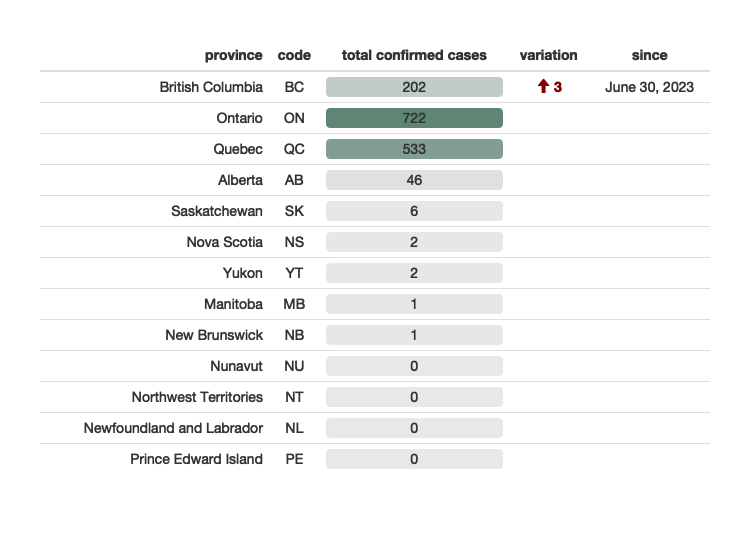 province code total confirmed cases variation since
British Columbia BC 202 3 June 30, 2023
Ontario ON 722
Quebec QC 533
Alberta AB 46
Saskatchewan SK 6
Nova Scotia NS 2
Yukon YT 2
Manitoba MB 1
New Brunswick NB 1
Nunavut NU 0
Northwest Territories NT 0
Newfoundland and Labrador NL 0
Prince Edward Island PE 0